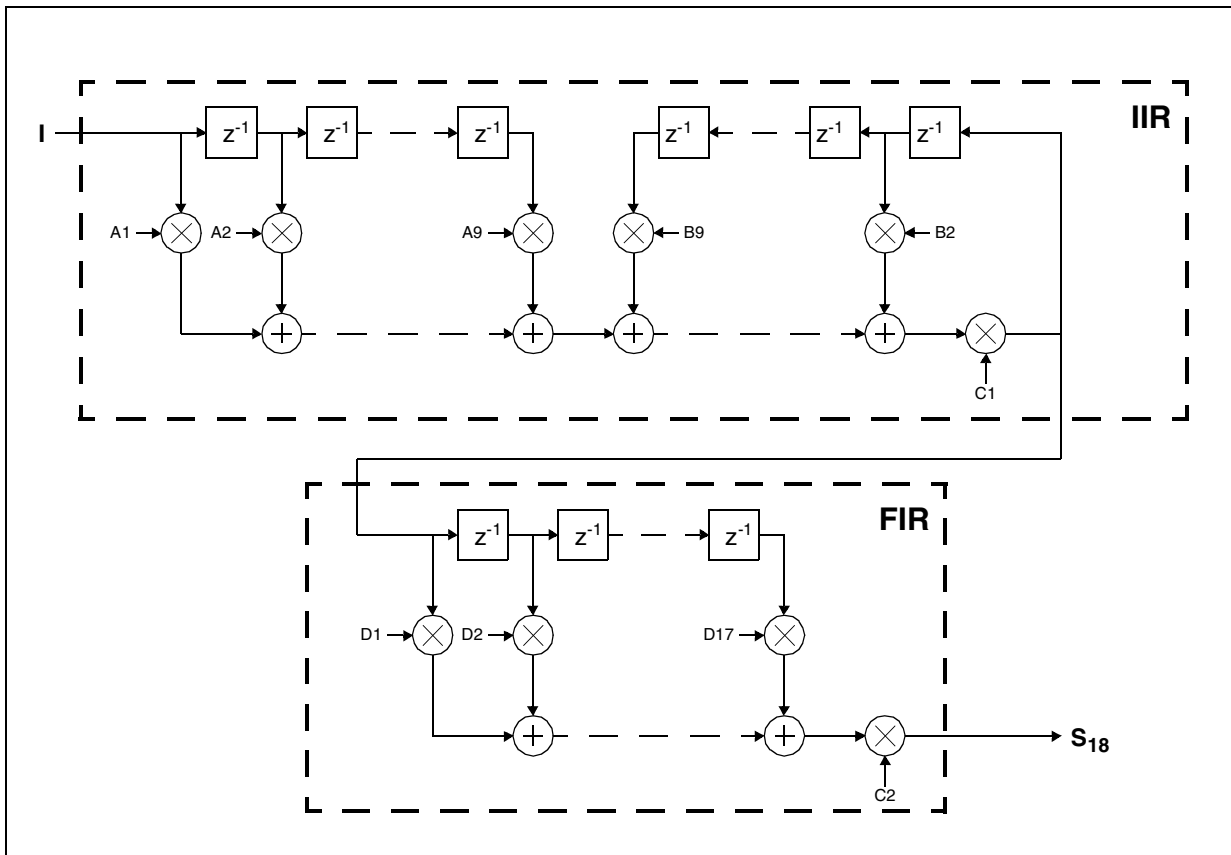 IIR
I
z⁻¹ z⁻¹ z⁻¹ z⁻¹ z⁻¹ z⁻¹
A1 A2 A9 B9 B2
C1
FIR
z⁻¹ z⁻¹ z⁻¹
D1 D2 D17
S₁₈
C2